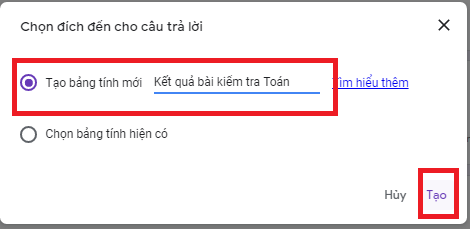 Chọn đích đến cho câu trả lời
Tạo bảng tính mới Kết quả bài kiểm tra Toán Tìm hiểu thêm
Chọn bảng tính hiện có
Hủy Tạo